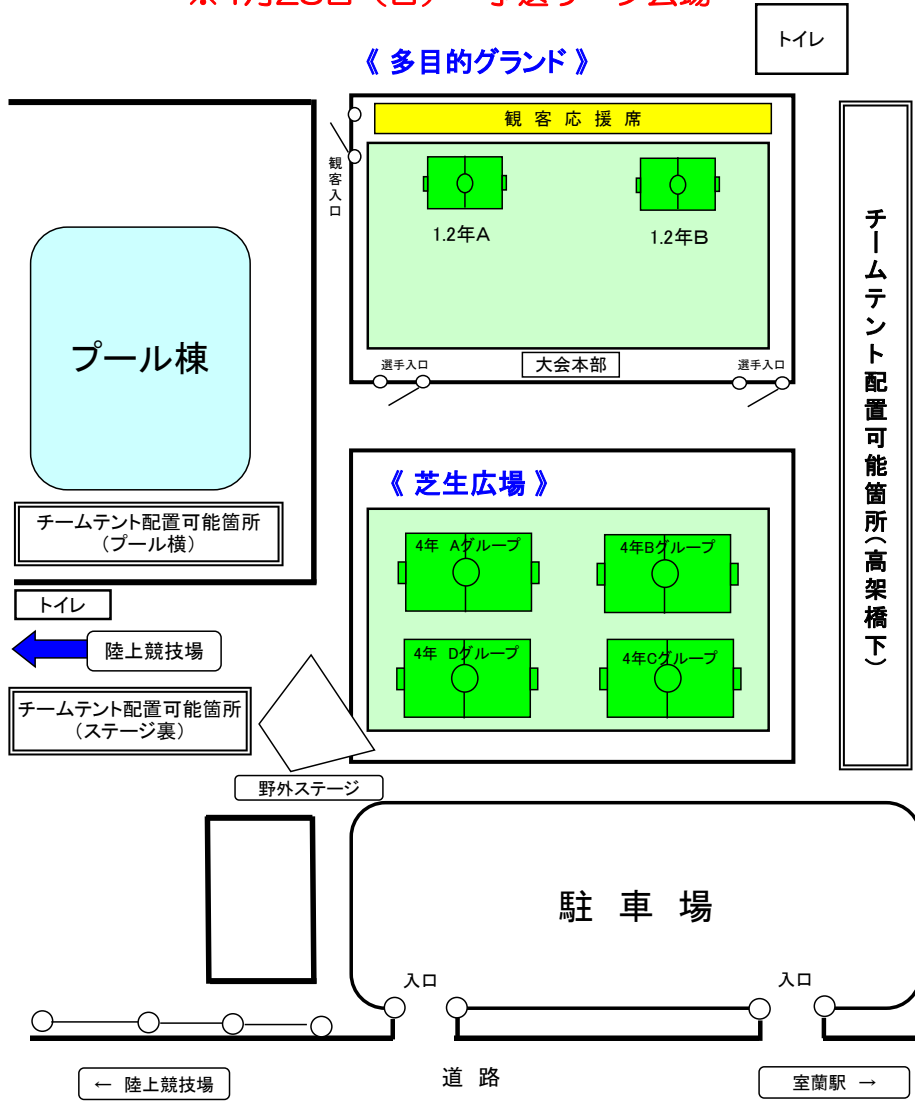 （日）　予選リーグ会場
トイレ
《 多目的グランド 》
観 客 応 援 席
観客入口
1.2年A
1.2年B
選手入口
大会本部
選手入口
プール棟
チームテント配置可能箇所（高架橋下）
《 芝生広場 》
チームテント配置可能箇所
（プール横）
4年 Aグループ
4年Bグループ
トイレ
陸上競技場
4年 Dグループ
4年Cグループ
チームテント配置可能箇所
（ステージ裏）
野外ステージ
駐 車 場
入口
入口
← 陸上競技場
道 路
室蘭駅 →